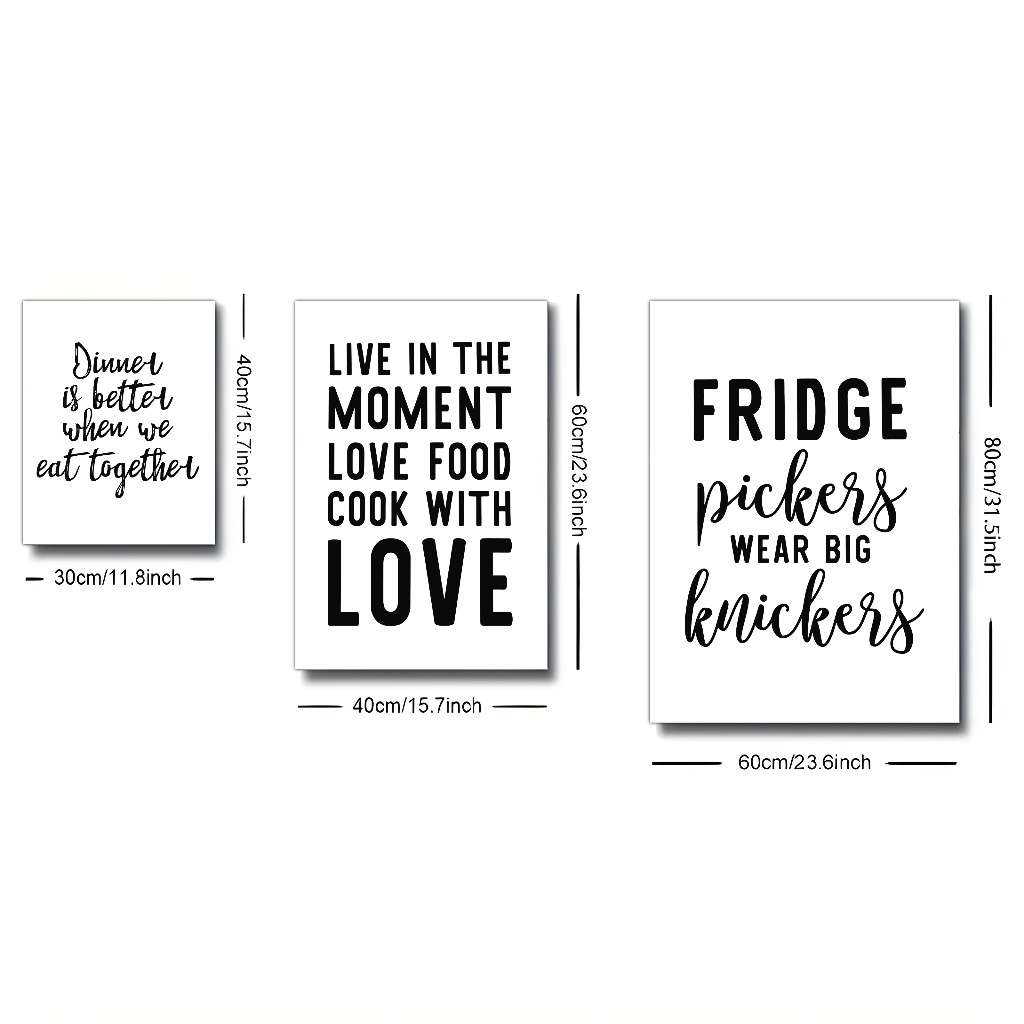 Dinner
is better
when we
eat together
40cm/15.7inch
30cm/11.8inch
LIVE IN THE
MOMENT
LOVE FOOD
COOK WITH
LOVE
60cm/23.6inch
40cm/15.7inch
FRIDGE
pickers
WEAR BIG
knickers
80cm/31.5inch
60cm/23.6inch